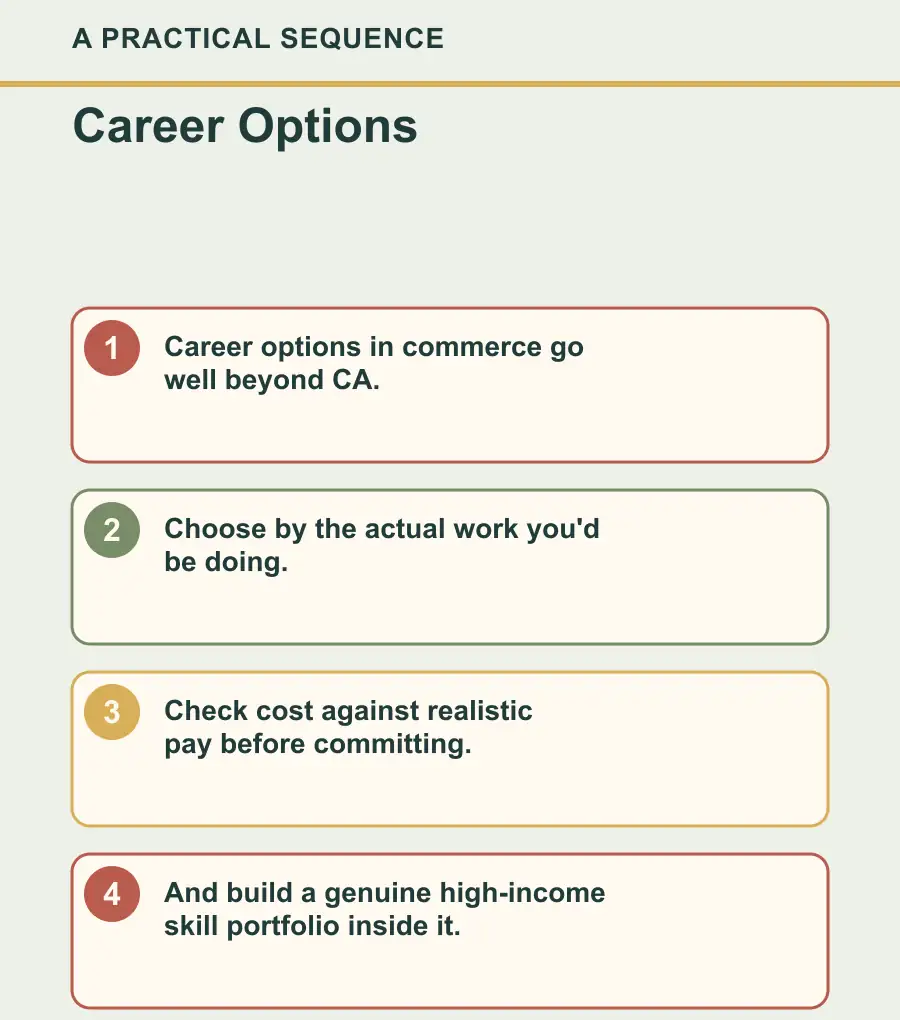 A PRACTICAL SEQUENCE
Career Options
1
Career options in commerce go
well beyond CA.
2
Choose by the actual work you'd
be doing.
3
Check cost against realistic
pay before committing.
4
And build a genuine high-income
skill portfolio inside it.